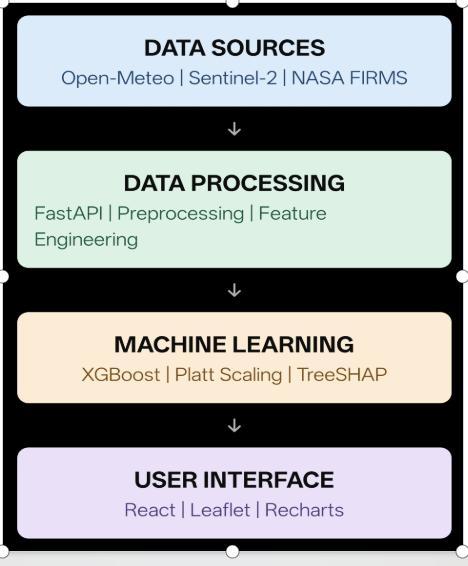 DATA SOURCES
Open-Meteo | Sentinel-2 | NASA FIRMS
↓
DATA PROCESSING
FastAPI | Preprocessing | Feature
Engineering
↓
MACHINE LEARNING
XGBoost | Platt Scaling | TreeSHAP
↓
USER INTERFACE
React | Leaflet | Recharts